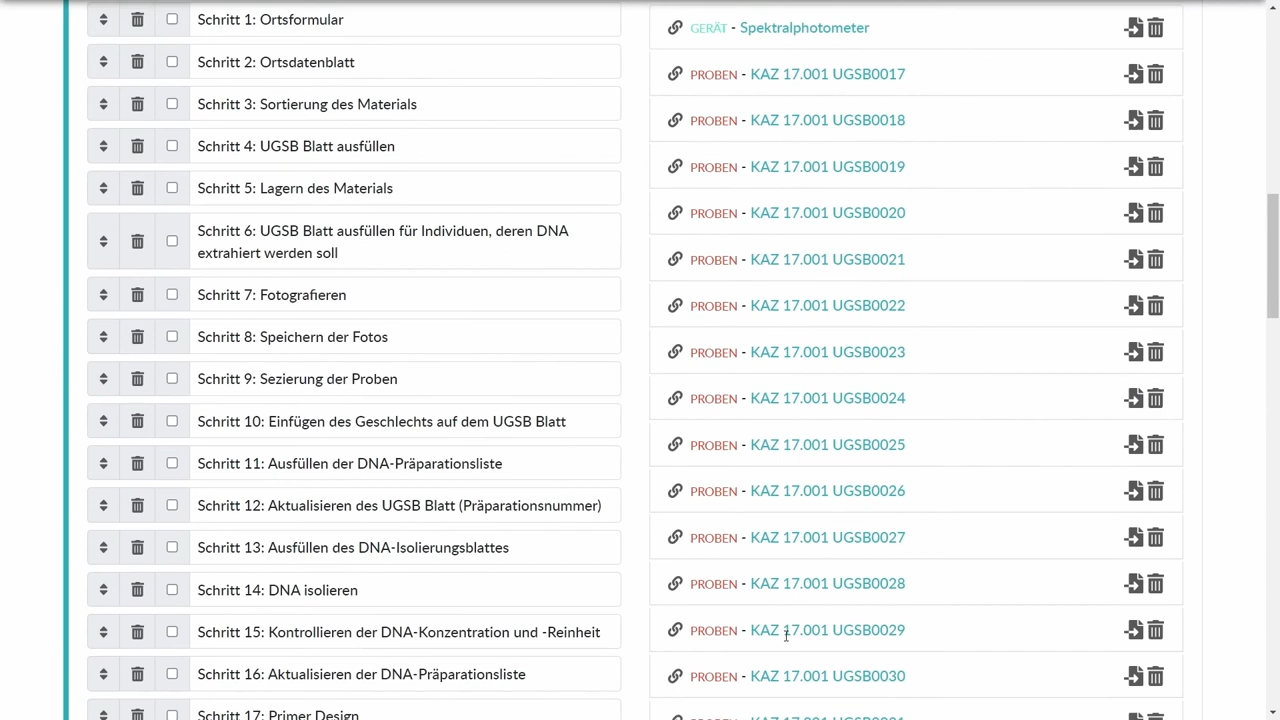 Schritt 1: Ortsformular
Schritt 2: Ortsdatenblatt
Schritt 3: Sortierung des Materials
Schritt 4: UGSB Blatt ausfüllen
Schritt 5: Lagern des Materials
Schritt 6: UGSB Blatt ausfüllen für Individuen, deren DNA
extrahiert werden soll
Schritt 7: Fotografieren
Schritt 8: Speichern der Fotos
Schritt 9: Sezierung der Proben
Schritt 10: Einfügen des Geschlechts auf dem UGSB Blatt
Schritt 11: Ausfüllen der DNA-Präparationsliste
Schritt 12: Aktualisieren des UGSB Blatt (Präparationsnummer)
Schritt 13: Ausfüllen des DNA-Isolierungsblattes
Schritt 14: DNA isolieren
Schritt 15: Kontrollieren der DNA-Konzentration und -Reinheit
Schritt 16: Aktualisieren der DNA-Präparationsliste
Schritt 17: Primer Design
GERÄT - Spektralphotometer
PROBEN - KAZ 17.001 UGSB0017
PROBEN - KAZ 17.001 UGSB0018
PROBEN - KAZ 17.001 UGSB0019
PROBEN - KAZ 17.001 UGSB0020
PROBEN - KAZ 17.001 UGSB0021
PROBEN - KAZ 17.001 UGSB0022
PROBEN - KAZ 17.001 UGSB0023
PROBEN - KAZ 17.001 UGSB0024
PROBEN - KAZ 17.001 UGSB0025
PROBEN - KAZ 17.001 UGSB0026
PROBEN - KAZ 17.001 UGSB0027
PROBEN - KAZ 17.001 UGSB0028
PROBEN - KAZ 17.001 UGSB0029
PROBEN - KAZ 17.001 UGSB0030